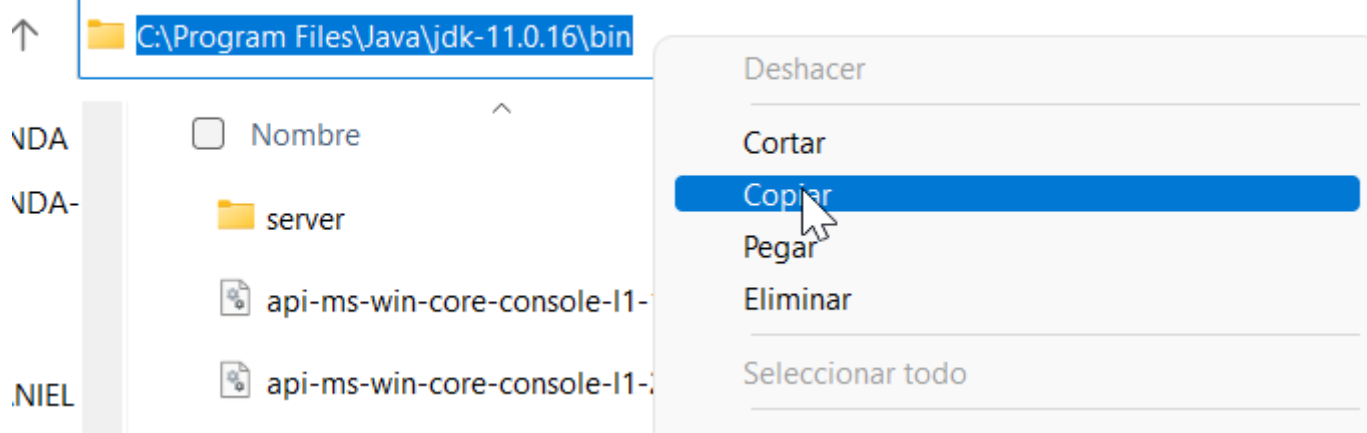 C:\Program Files\Java\jdk-11.0.16\bin
Deshacer
NDA
Nombre
Cortar
NDA-
Copiar
server
Pegar
api-ms-win-core-console-l1-
Eliminar
NIEL
api-ms-win-core-console-l1-2
Seleccionar todo